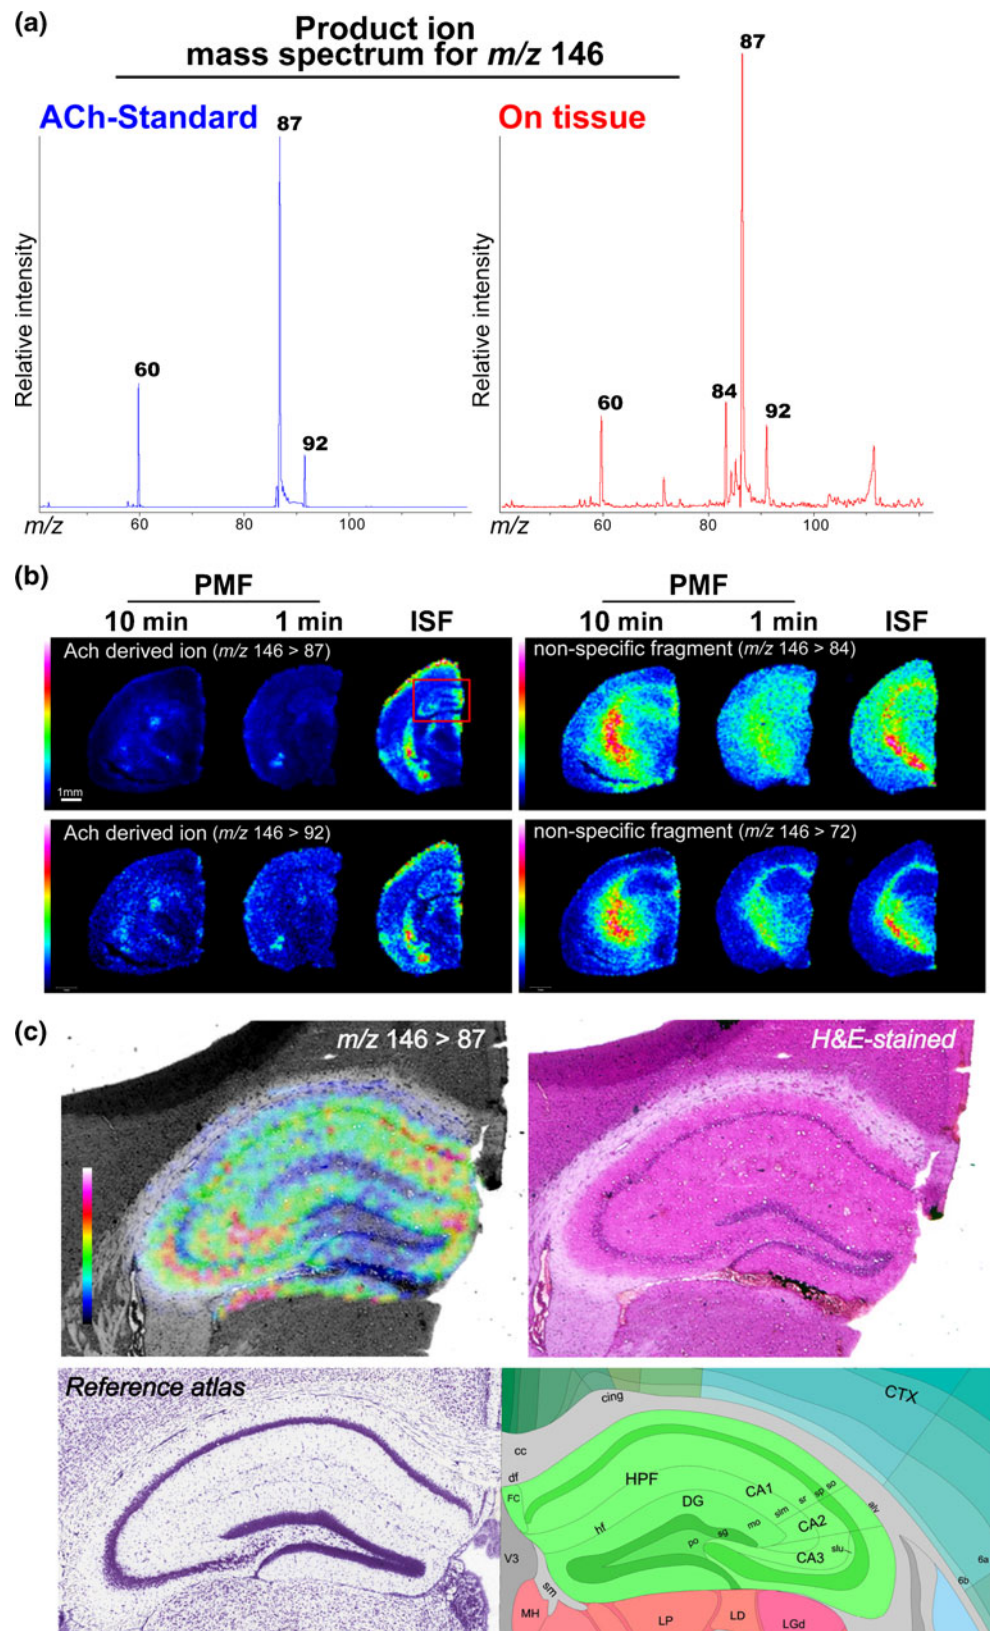 (a)
Product ion
mass spectrum for m/z 146
ACh-Standard
On tissue
87
60
92
Relative intensity
m/z
60
80
100
87
84
60
92
Relative intensity
m/z
60
80
100
(b)
PMF
10 min
1 min
ISF
PMF
10 min
1 min
ISF
Ach derived ion (m/z 146 > 87)
1mm
non-specific fragment (m/z 146 > 84)
Ach derived ion (m/z 146 > 92)
non-specific fragment (m/z 146 > 72)
(c)
m/z 146 > 87
H&E-stained
Reference atlas
cing
CTX
cc
df
FC
HPF
CA1
DG
slm
sr
sp
so
alv
hf
mo
CA2
po
sg
CA3
slu
V3
sm
6a
6b
MH
LP
LD
LGd